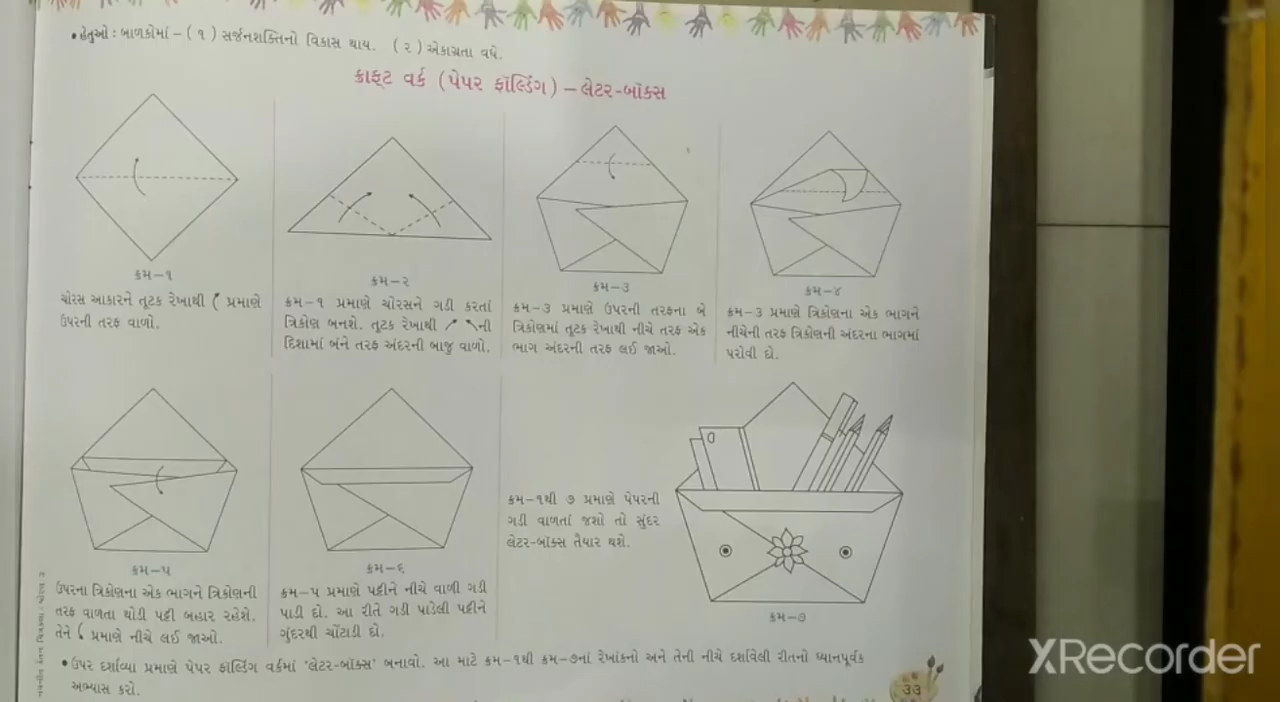 • હેતુઓ : બાળકોમાં – ( ૧ ) સર્જનશક્તિનો વિકાસ થાય. ( ૨ ) એકાગ્રતા વધે.
ક્રાફ્ટ વર્ક (પેપર ફૉલ્ડિંગ) – લેટર-બૉક્સ
ક્રમ-૧
ચોરસ આકારને તૂટક રેખાથી પ્રમાણે
ઉપરની તરફ વાળો.
ક્રમ-૨
ક્રમ-૧ પ્રમાણે ચોરસને ગડી કરતાં
ત્રિકોણ બનશે. તૂટક રેખાથી ની
દિશામાં બંને તરફ અંદરની બાજુ વાળો.
ક્રમ-૩
ક્રમ-૩ પ્રમાણે ઉપરની તરફના બે
ત્રિકોણમાં તૂટક રેખાથી નીચે તરફ એક
ભાગ અંદરની તરફ લઈ જાઓ.
ક્રમ-૪
ક્રમ-૩ પ્રમાણે ત્રિકોણના એક ભાગને
નીચેની તરફ ત્રિકોણની અંદરના ભાગમાં
પરોવી દો.
ક્રમ-૫
ઉપરના ત્રિકોણના એક ભાગને ત્રિકોણની
તરફ વાળતા થોડી પટ્ટી બહાર રહેશે.
તેને પ્રમાણે નીચે લઈ જાઓ.
ક્રમ-૬
ક્રમ-૫ પ્રમાણે પટ્ટીને નીચે વાળી ગડી
પાડી દો. આ રીતે ગડી પાડેલી પટ્ટીને
ગુંદરથી ચોંટાડી દો.
ક્રમ-૧થી ૭ પ્રમાણે પેપરની
ગડી વાળતાં જશો તો સુંદર
લેટર-બૉક્સ તૈયાર થશે.
ક્રમ-૭
• ઉપર દર્શાવ્યા પ્રમાણે પેપર ફૉલ્ડિંગ વર્કમાં 'લેટર-બૉક્સ' બનાવો. આ માટે ક્રમ-૧થી ક્રમ-૭નાં રેખાંકનો અને તેની નીચે દર્શાવેલી રીતનો ધ્યાનપૂર્વક
અભ્યાસ કરો.
૩૩
XRecorder